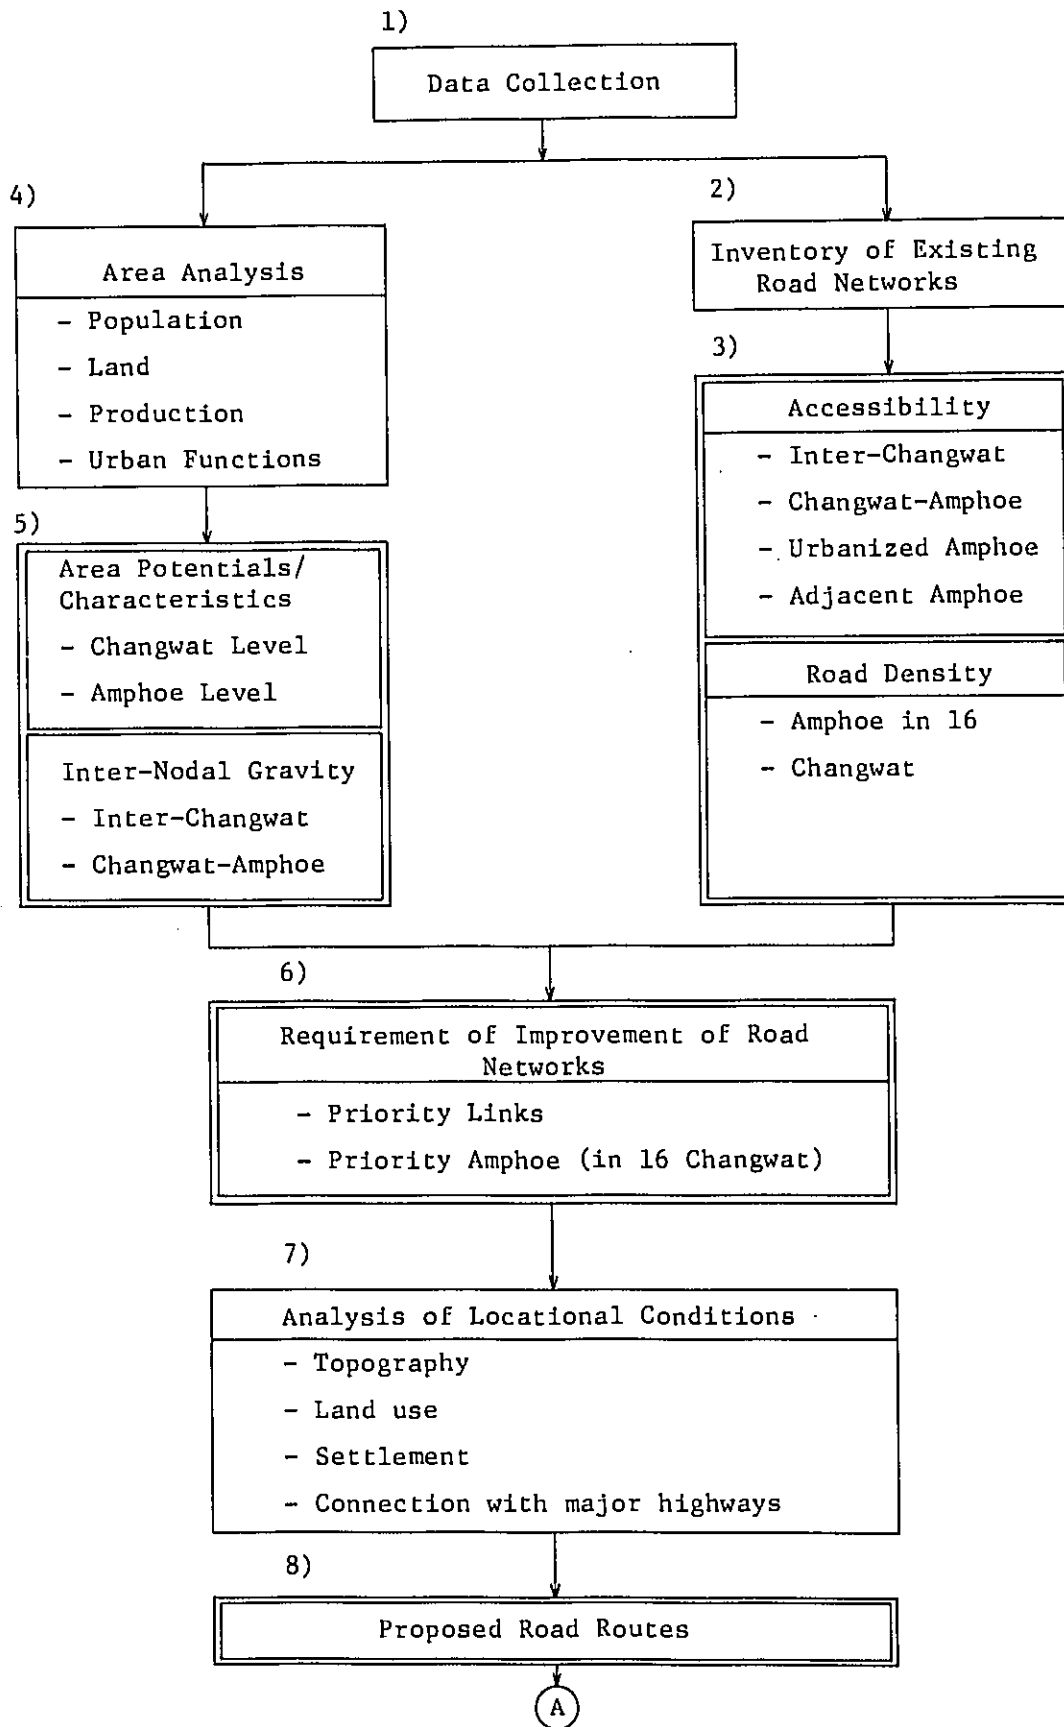 1)
Data Collection
4)
Area Analysis
- Population
- Land
- Production
- Urban Functions
5)
Area Potentials/
Characteristics
- Changwat Level
- Amphoe Level
Inter-Nodal Gravity
- Inter-Changwat
- Changwat-Amphoe
2)
Inventory of Existing
Road Networks
3)
Accessibility
- Inter-Changwat
- Changwat-Amphoe
- Urbanized Amphoe
- Adjacent Amphoe
Road Density
- Amphoe in 16
- Changwat
6)
Requirement of Improvement of Road
Networks
- Priority Links
- Priority Amphoe (in 16 Changwat)
7)
Analysis of Locational Conditions
- Topography
- Land use
- Settlement
- Connection with major highways
8)
Proposed Road Routes
A